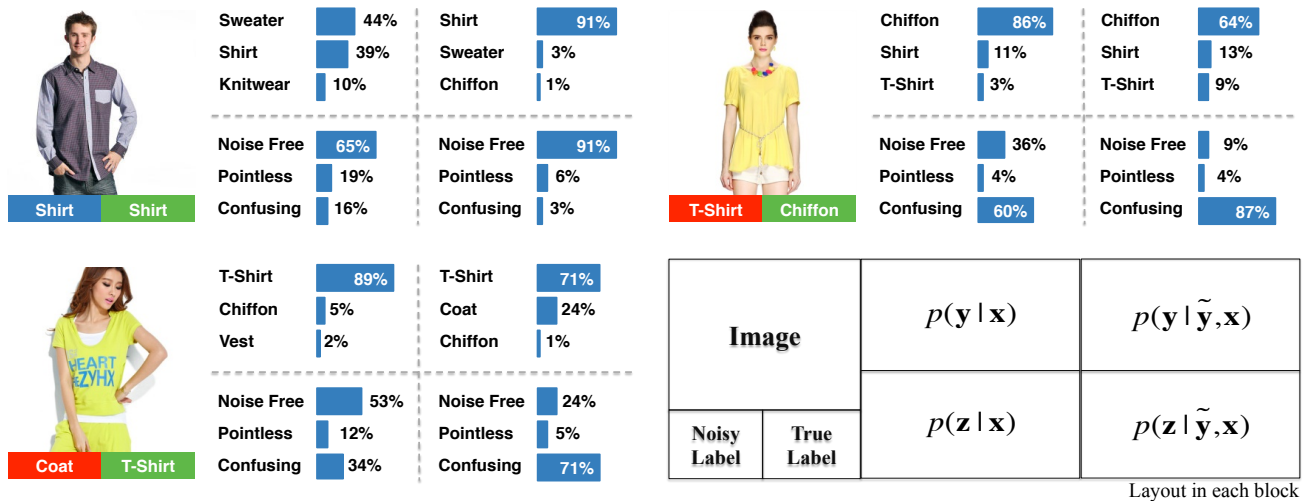 Sweater 44%
Shirt 39%
Knitwear 10%
Shirt 91%
Sweater 3%
Chiffon 1%
Noise Free 65%
Pointless 19%
Confusing 16%
Noise Free 91%
Pointless 6%
Confusing 3%
Shirt Shirt
Chiffon 86%
Shirt 11%
T-Shirt 3%
Chiffon 64%
Shirt 13%
T-Shirt 9%
Noise Free 36%
Pointless 4%
Confusing 60%
Noise Free 9%
Pointless 4%
Confusing 87%
T-Shirt Chiffon
T-Shirt 89%
Chiffon 5%
Vest 2%
T-Shirt 71%
Coat 24%
Chiffon 1%
HEART
ZYHX
Noise Free 53%
Pointless 12%
Confusing 34%
Noise Free 24%
Pointless 5%
Confusing 71%
Coat T-Shirt
Image
p(y | x)
p(y | ỹ,x)
Noisy
Label
True
Label
p(z | x)
p(z | ỹ,x)
Layout in each block